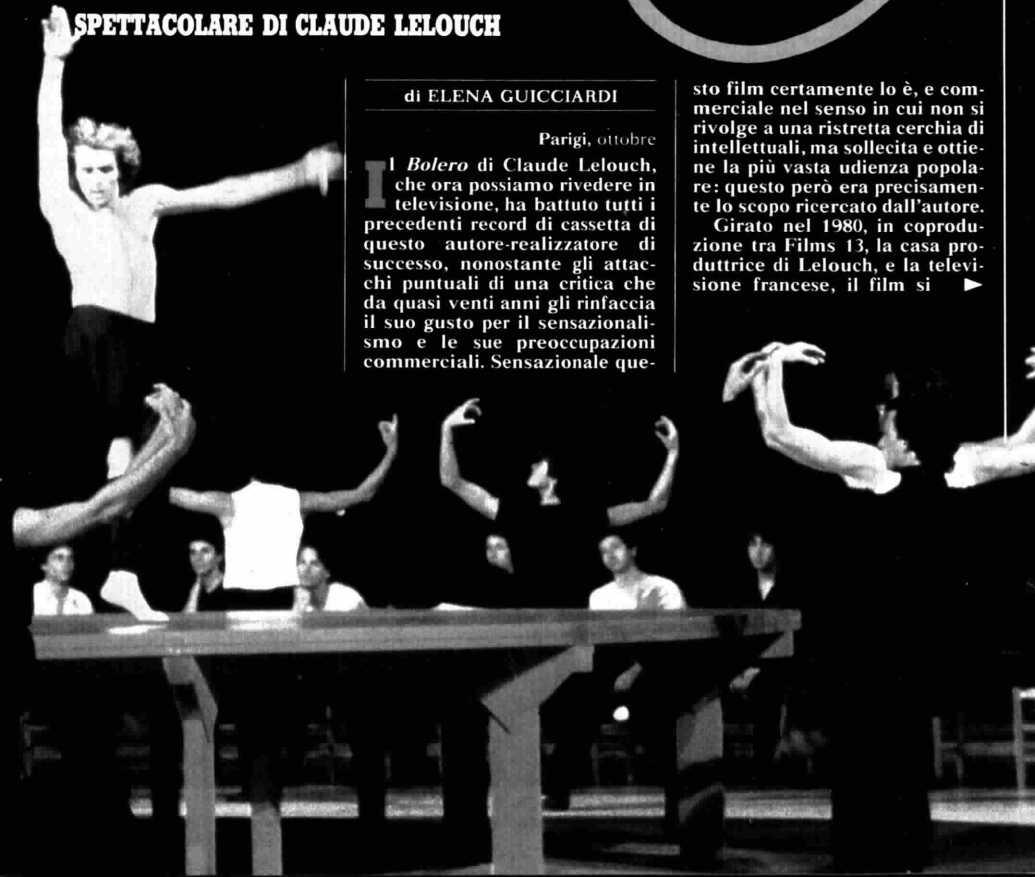 SPETTACOLARE DI CLAUDE LELOUCH
di ELENA GUICCIARDI
Parigi, ottobre
Il Bolero di Claude Lelouch,
che ora possiamo rivedere in
televisione, ha battuto tutti i
precedenti record di cassetta di
questo autore-realizzatore di
successo, nonostante gli attac-
chi puntuali di una critica che
da quasi venti anni gli rinfaccia
il suo gusto per il sensazionali-
smo e le sue preoccupazioni
commerciali. Sensazionale que-
sto film certamente lo è, e com-
merciale nel senso in cui non si
rivolge a una ristretta cerchia di
intellettuali, ma sollecita e ottie-
ne la più vasta udienza popola-
re: questo però era precisamen-
te lo scopo ricercato dall'autore.
Girato nel 1980, in coprodu-
zione tra Films 13, la casa pro-
duttrice di Lelouch, e la televi-
sione francese, il film si ►